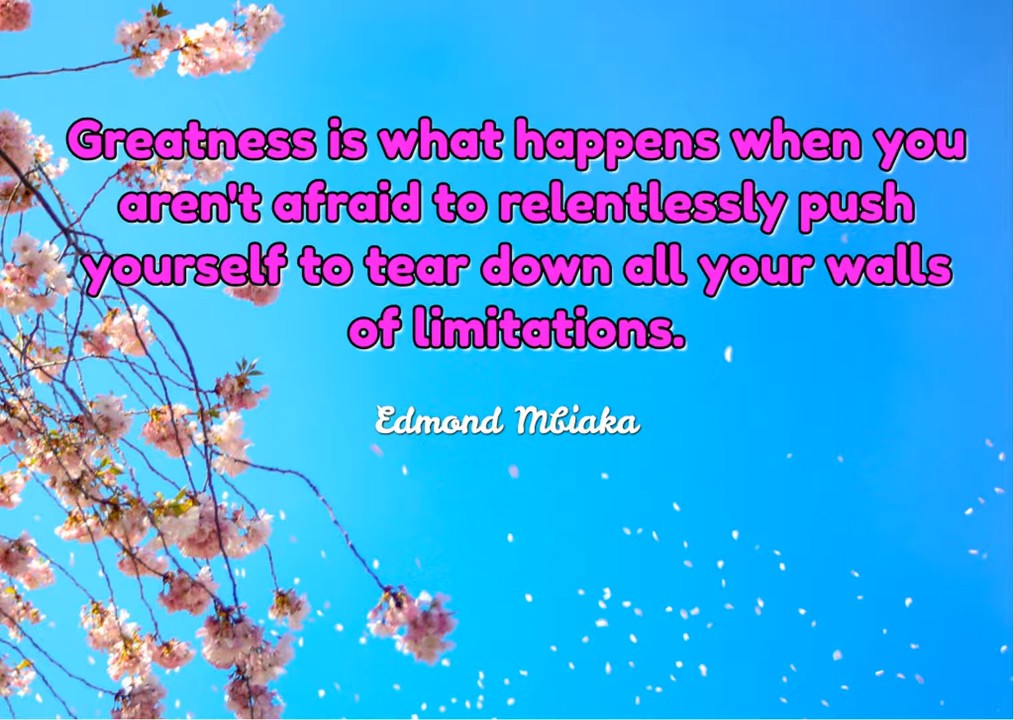 Greatness is what happens when you
aren't afraid to relentlessly push
yourself to tear down all your walls
of limitations.
Edmond Mbiaka